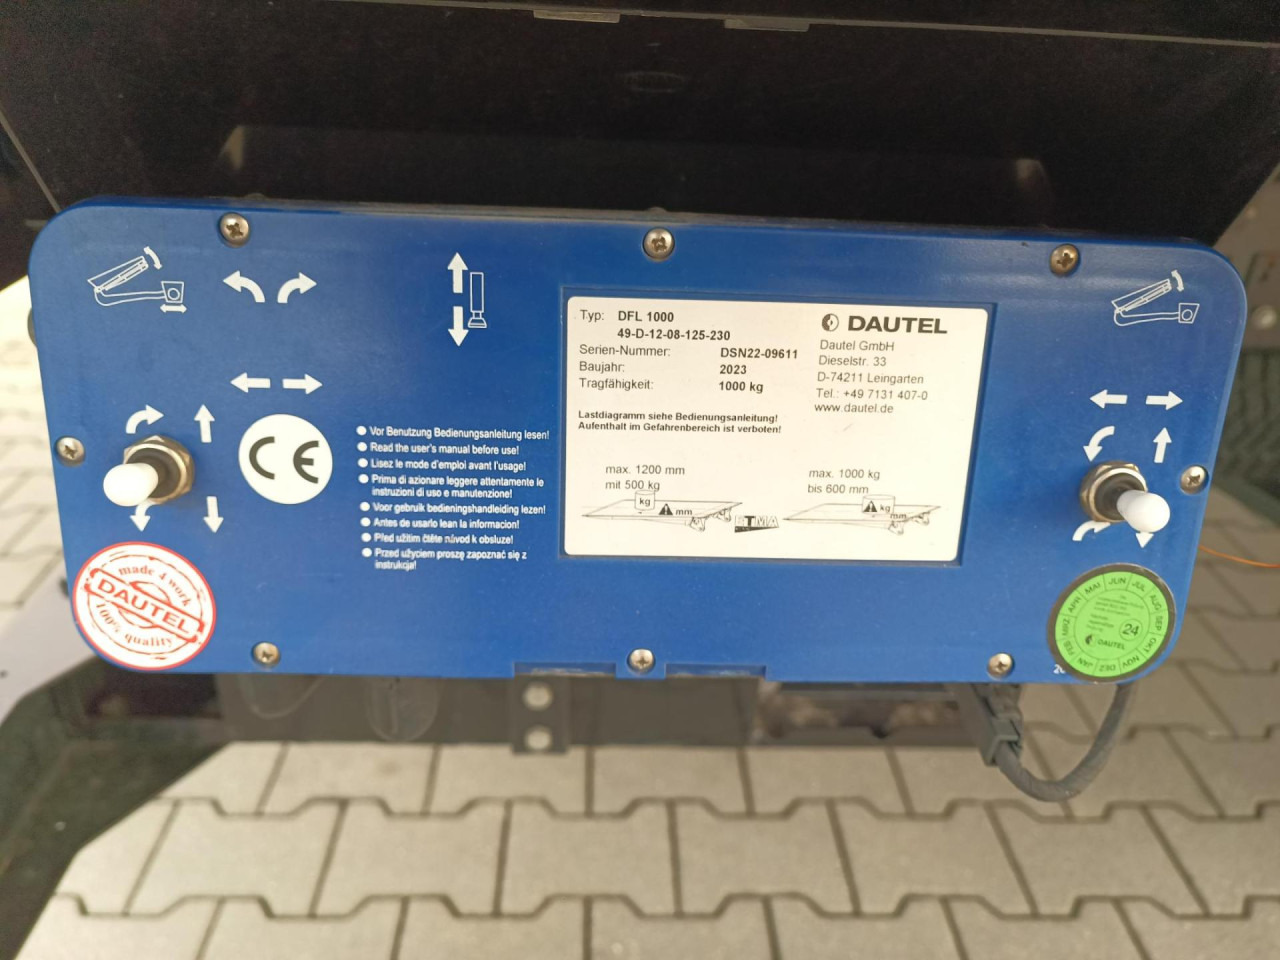 Typ: DFL 1000
49-D-12-08-125-230
Serien-Nummer: DSN22-09611
Baujahr: 2023
Tragfähigkeit: 1000 kg
Lastdiagramm siehe Bedienungsanleitung!
Aufenthalt im Gefahrenbereich ist verboten!
DAUTEL
Dautel GmbH
Dieselstr. 33
D-74211 Leingarten
Tel.: +49 7131 407-0
www.dautel.de
max. 1200 mm
mit 500 kg
kg
mm
max. 1000 kg
bis 600 mm
kg
mm
CE
Vor Benutzung Bedienungsanleitung lesen!
Read the user's manual before use!
Lisez le mode d'emploi avant l'usage!
Prima di azionare leggere attentamente le
instruzioni di uso e manutenzione!
Voor gebruik bedieningshandleiding lezen!
Antes de usarlo lean la informacion!
Před užitím čtěte návod k obsluze!
Przed użyciem proszę zapoznać się z
instrukcja!
made 4 work
DAUTEL
100% quality
JAN FEB MRZ APR MAI JUN JUL AUG SEP OKT NOV DEZ
24
DAUTEL